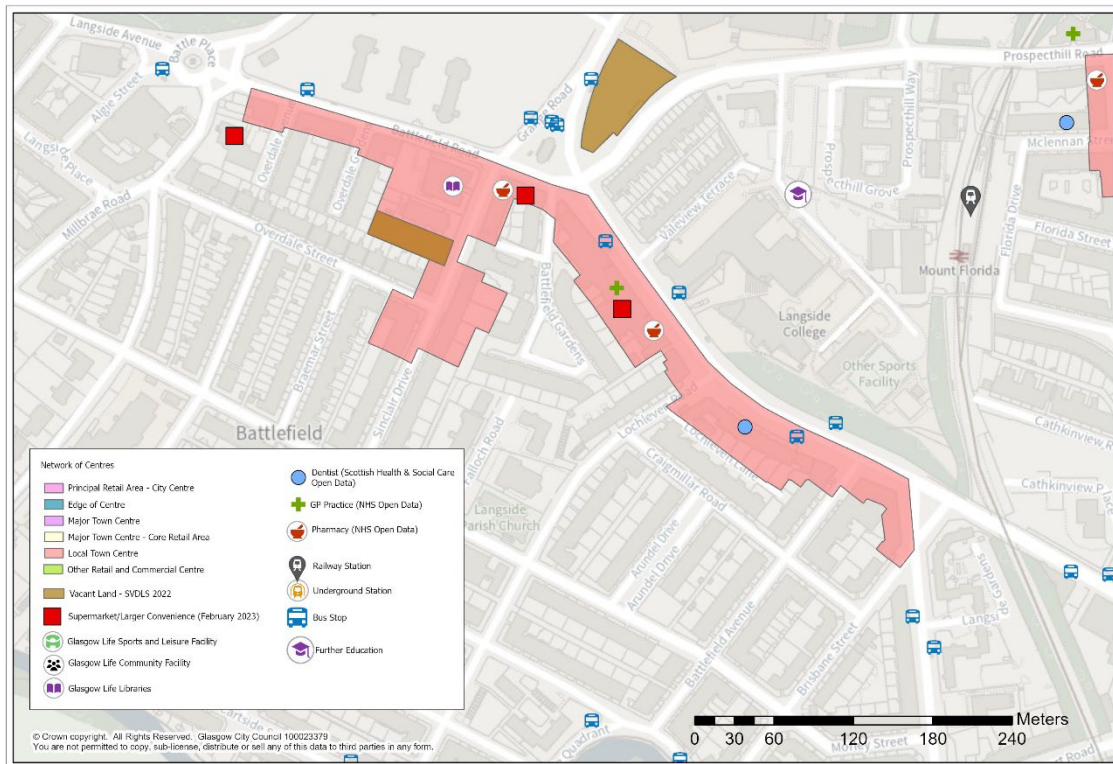 Langside Avenue
Battle Place
Algie Street
Langside Place
Millbrae Road
Overdale Street
Battlefield Road
Grange Road
Prospecthill Road
Prospecthill Way
Mclennan Street
Florida Drive
Florida Street
Mount Florida
Valeview Terrace
Langside
College
Other Sports
Facility
Battlefield Gardens
Braemar Street
Sinclair Drive
Battlefield
Falloch Road
Lochleven Road
Lochleven Lane
Craigmillar Road
Langside
Parish Church
Arundel Drive
Arundel Drive
Battlefield Avenue
Brisbane Street
Cathkinview R
Cathkinview Place
Langsi
de Gardens
Morley Street
Quadrant
Network of Centres
Principal Retail Area - City Centre
Edge of Centre
Major Town Centre
Major Town Centre - Core Retail Area
Local Town Centre
Other Retail and Commercial Centre
Vacant Land - SVDLS 2022
Supermarket/Larger Convenience (February 2023)
Glasgow Life Sports and Leisure Facility
Glasgow Life Community Facility
Glasgow Life Libraries
Dentist (Scottish Health & Social Care
Open Data)
GP Practice (NHS Open Data)
Pharmacy (NHS Open Data)
Railway Station
Underground Station
Bus Stop
Further Education
© Crown copyright. All Rights Reserved. Glasgow City Council 100023379
You are not permitted to copy, sub-license, distribute or sell any of this data to third parties in any form.
Meters
0 30 60 120 180 240